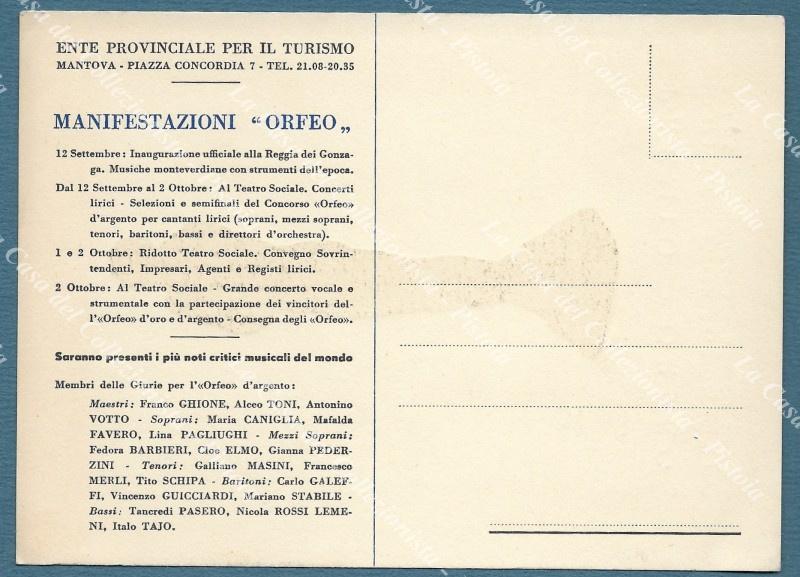 ENTE PROVINCIALE PER IL TURISMO
MANTOVA - PIAZZA CONCORDIA 7 - TEL. 21.08-20.35
MANIFESTAZIONI “ORFEO„
12 Settembre: Inaugurazione ufficiale alla Reggia dei Gonza-
ga. Musiche monteverdiane con strumenti dell'epoca.
Dal 12 Settembre al 2 Ottobre: Al Teatro Sociale. Concerti
lirici - Selezioni e semifinali del Concorso «Orfeo»
d'argento per cantanti lirici (soprani, mezzi soprani,
tenori, baritoni, bassi e direttori d'orchestra).
1 e 2 Ottobre: Ridotto Teatro Sociale. Convegno Sovrin-
tendenti, Impresari, Agenti e Registi lirici.
2 Ottobre: Al Teatro Sociale - Grande concerto vocale e
strumentale con la partecipazione dei vincitori del-
l'«Orfeo» d'oro e d'argento - Consegna degli «Orfeo».
Saranno presenti i più noti critici musicali del mondo
Membri delle Giurie per l'«Orfeo» d'argento:
Maestri: Franco GHIONE, Alceo TONI, Antonino
VOTTO - Soprani: Maria CANIGLIA, Mafalda
FAVERO, Lina PAGLIUGHI - Mezzi Soprani:
Fedora BARBIERI, Cloe ELMO, Gianna PEDER-
ZINI - Tenori: Galliano MASINI, Francesco
MERLI, Tito SCHIPA - Baritoni: Carlo GALEF-
FI, Vincenzo GUICCIARDI, Mariano STABILE -
Bassi: Tancredi PASERO, Nicola ROSSI LEME-
NI, Italo TAJO.
La Casa del Collezionista - Pistoia